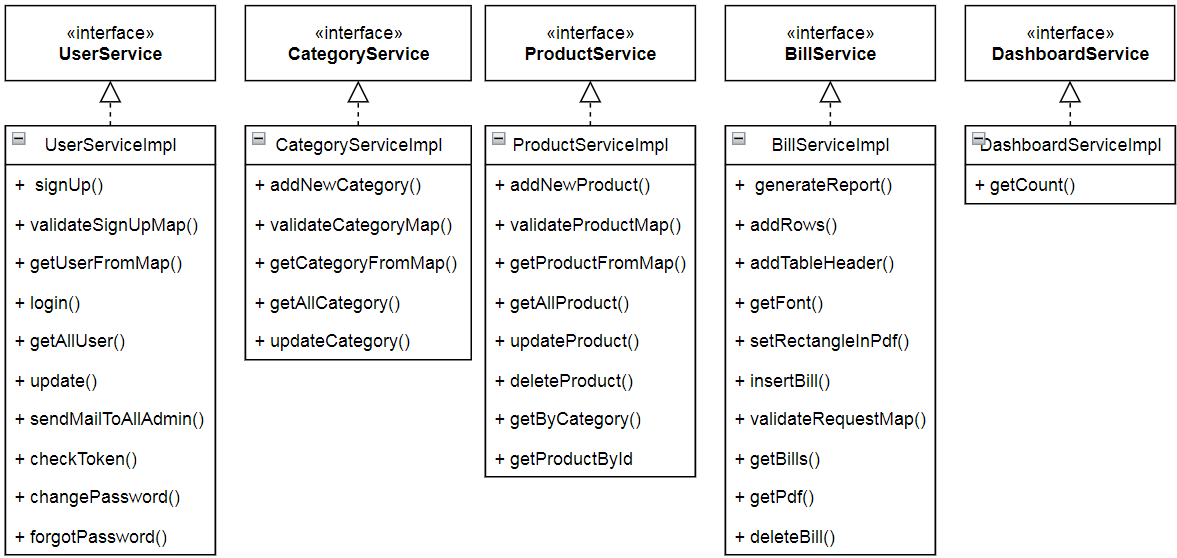 «interface»
UserService
UserServiceImpl
+ signUp()
+ validateSignUpMap()
+ getUserFromMap()
+ login()
+ getAllUser()
+ update()
+ sendMailToAllAdmin()
+ checkToken()
+ changePassword()
+ forgotPassword()
«interface»
CategoryService
CategoryServiceImpl
+ addNewCategory()
+ validateCategoryMap()
+ getCategoryFromMap()
+ getAllCategory()
+ updateCategory()
«interface»
ProductService
ProductServiceImpl
+ addNewProduct()
+ validateProductMap()
+ getProductFromMap()
+ getAllProduct()
+ updateProduct()
+ deleteProduct()
+ getByCategory()
+ getProductById
«interface»
BillService
BillServiceImpl
+ generateReport()
+ addRows()
+ addTableHeader()
+ getFont()
+ setRectangleInPdf()
+ insertBill()
+ validateRequestMap()
+ getBills()
+ getPdf()
+ deleteBill()
«interface»
DashboardService
DashboardServiceImpl
+ getCount()